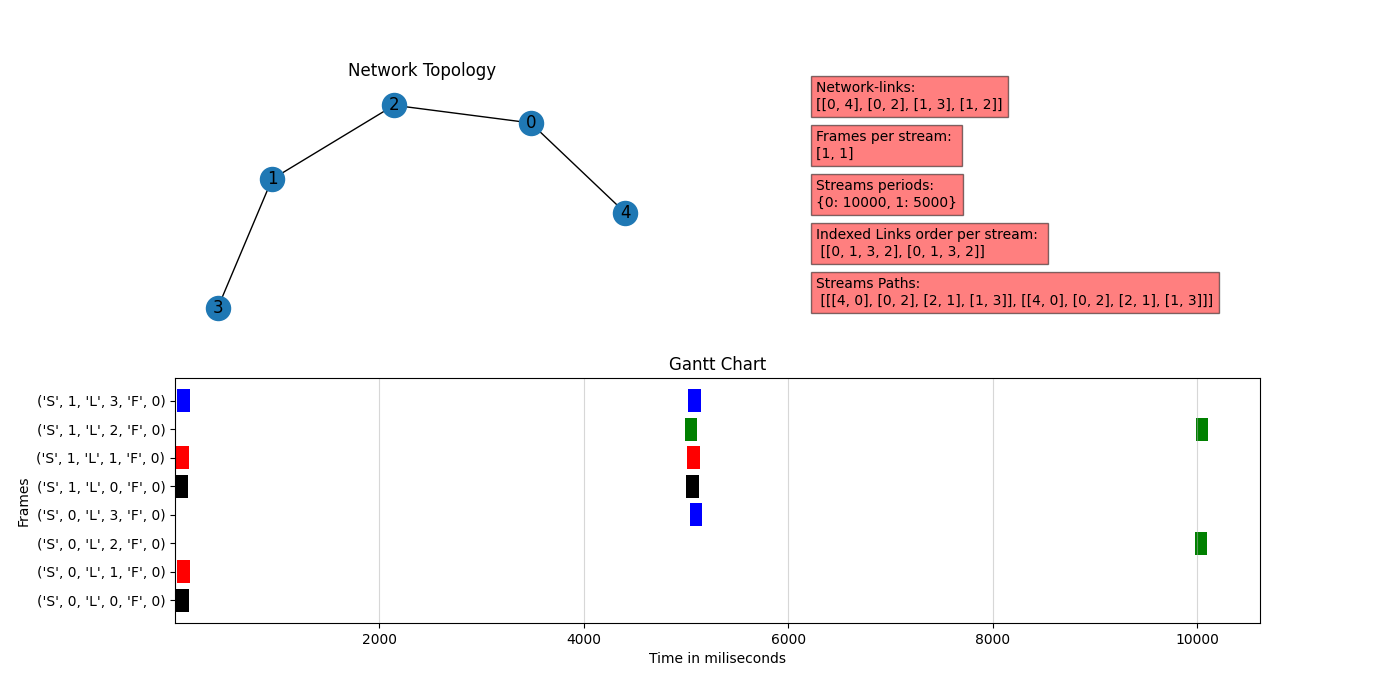 Network Topology
2
0
1
4
3
Network-links:
[[0, 4], [0, 2], [1, 3], [1, 2]]
Frames per stream:
[1, 1]
Streams periods:
{0: 10000, 1: 5000}
Indexed Links order per stream:
[[0, 1, 3, 2], [0, 1, 3, 2]]
Streams Paths:
[[[4, 0], [0, 2], [2, 1], [1, 3]], [[4, 0], [0, 2], [2, 1], [1, 3]]]
Gantt Chart
Frames
('S', 1, 'L', 3, 'F', 0)
('S', 1, 'L', 2, 'F', 0)
('S', 1, 'L', 1, 'F', 0)
('S', 1, 'L', 0, 'F', 0)
('S', 0, 'L', 3, 'F', 0)
('S', 0, 'L', 2, 'F', 0)
('S', 0, 'L', 1, 'F', 0)
('S', 0, 'L', 0, 'F', 0)
2000 4000 6000 8000 10000
Time in miliseconds